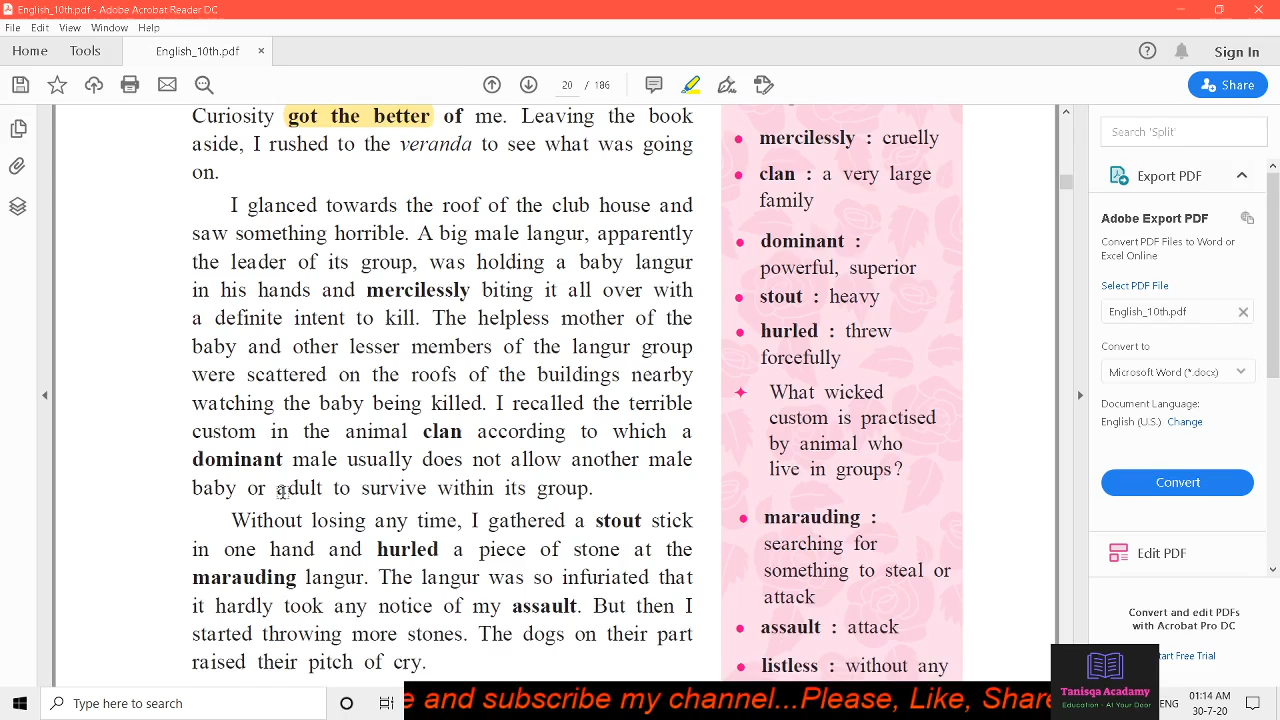 English_10th.pdf - Adobe Acrobat Reader DC
File Edit View Window Help
Home Tools English_10th.pdf × Sign In
20 / 186 Share
Curiosity got the better of me. Leaving the book
aside, I rushed to the veranda to see what was going
on.
I glanced towards the roof of the club house and
saw something horrible. A big male langur, apparently
the leader of its group, was holding a baby langur
in his hands and mercilessly biting it all over with
a definite intent to kill. The helpless mother of the
baby and other lesser members of the langur group
were scattered on the roofs of the buildings nearby
watching the baby being killed. I recalled the terrible
custom in the animal clan according to which a
dominant male usually does not allow another male
baby or adult to survive within its group.
Without losing any time, I gathered a stout stick
in one hand and hurled a piece of stone at the
marauding langur. The langur was so infuriated that
it hardly took any notice of my assault. But then I
started throwing more stones. The dogs on their part
raised their pitch of cry.
• mercilessly : cruelly
• clan : a very large
family
• dominant :
powerful, superior
• stout : heavy
• hurled : threw
forcefully
What wicked
custom is practised
by animal who
live in groups?
• marauding :
searching for
something to steal or
attack
• assault : attack
• listless : without any
Search 'Split'
Export PDF
Adobe Export PDF
Convert PDF Files to Word or
Excel Online
Select PDF File
English_10th.pdf
Convert to
Microsoft Word (*.docx)
Document Language:
English (U.S.) Change
Convert
Edit PDF
Convert and edit PDFs
with Acrobat Pro DC
Start Free Trial
Tanisqa Acadamy
Education - At Your Door
Type here to search
e and subscribe my channel...Please, Like, Share
ENG
01:14 AM
30-7-20